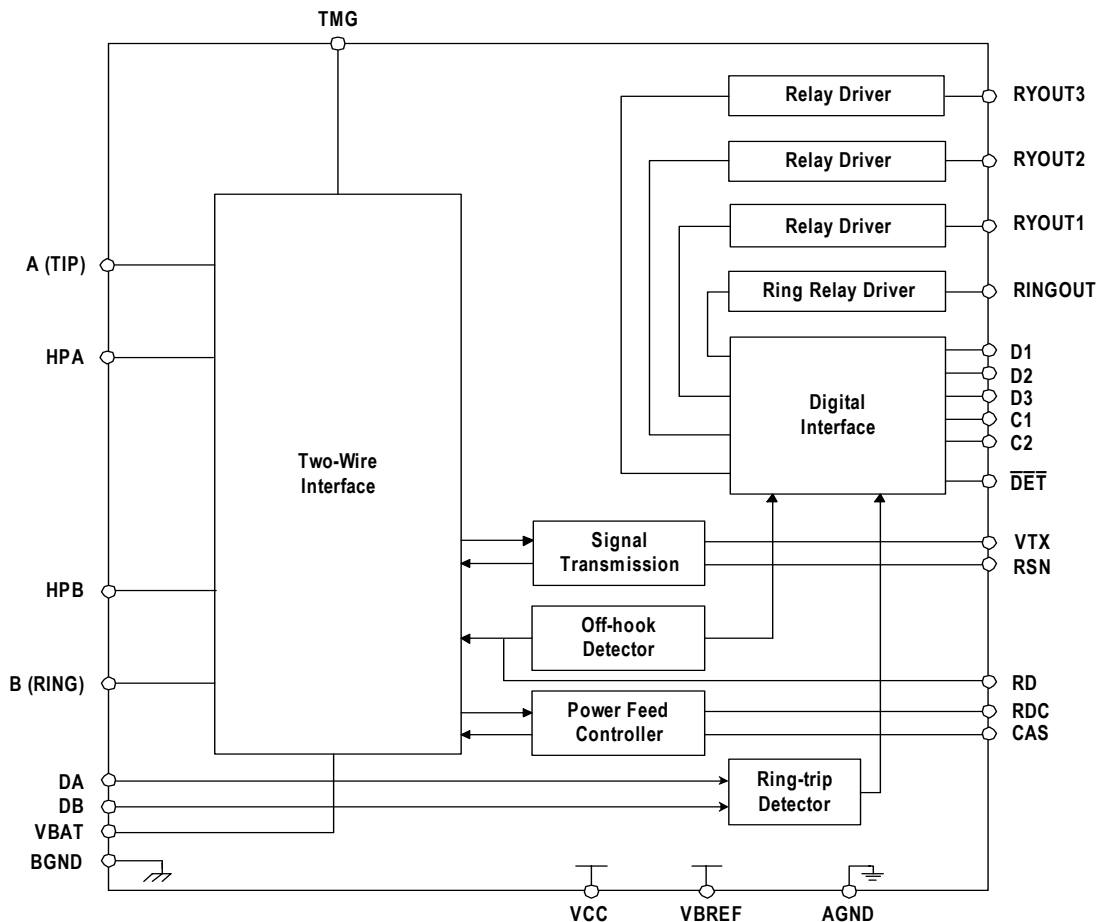 TMG
Relay Driver
RYOUT3
Relay Driver
RYOUT2
Relay Driver
RYOUT1
A (TIP)
Ring Relay Driver
RINGOUT
HPA
D1
D2
D3
C1
C2
D̅E̅T̅
Digital
Interface
Two-Wire
Interface
Signal
Transmission
VTX
RSN
HPB
Off-hook
Detector
B (RING)
RD
Power Feed
Controller
RDC
CAS
DA
DB
VBAT
BGND
Ring-trip
Detector
VCC
VBREF
AGND